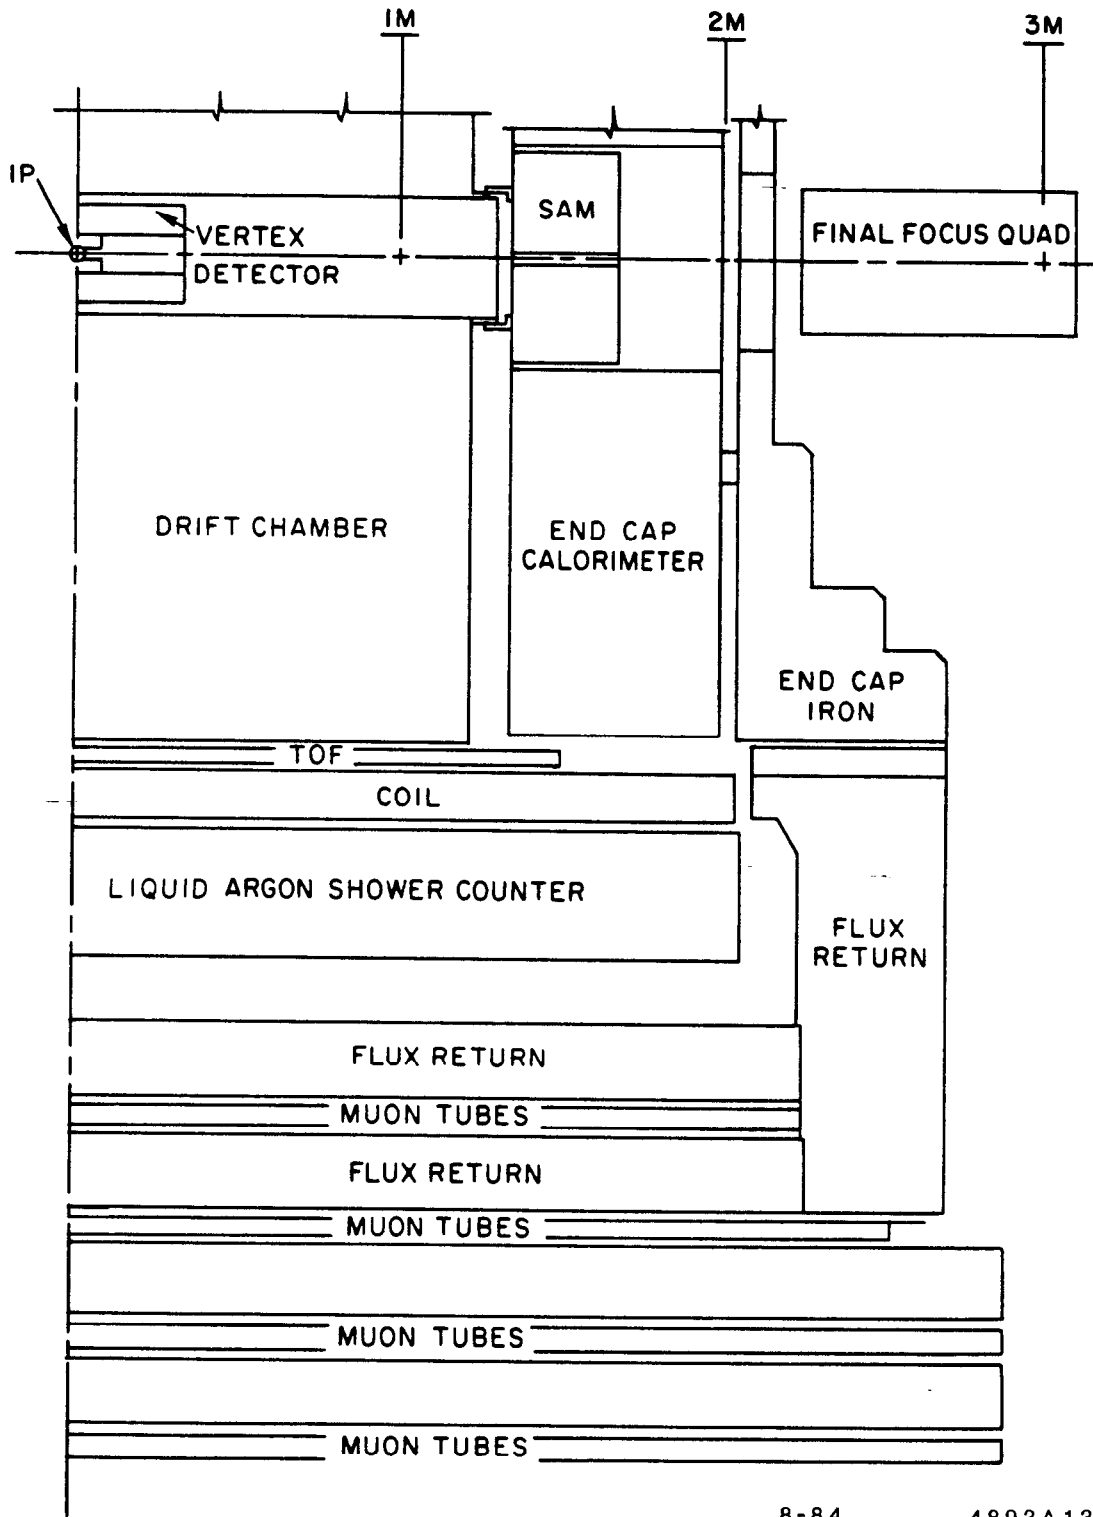 1M
2M
3M
IP
SAM
VERTEX
DETECTOR
FINAL FOCUS QUAD
DRIFT CHAMBER
END CAP
CALORIMETER
END CAP
IRON
TOF
COIL
LIQUID ARGON SHOWER COUNTER
FLUX
RETURN
FLUX RETURN
MUON TUBES
FLUX RETURN
MUON TUBES
MUON TUBES
MUON TUBES
8-84